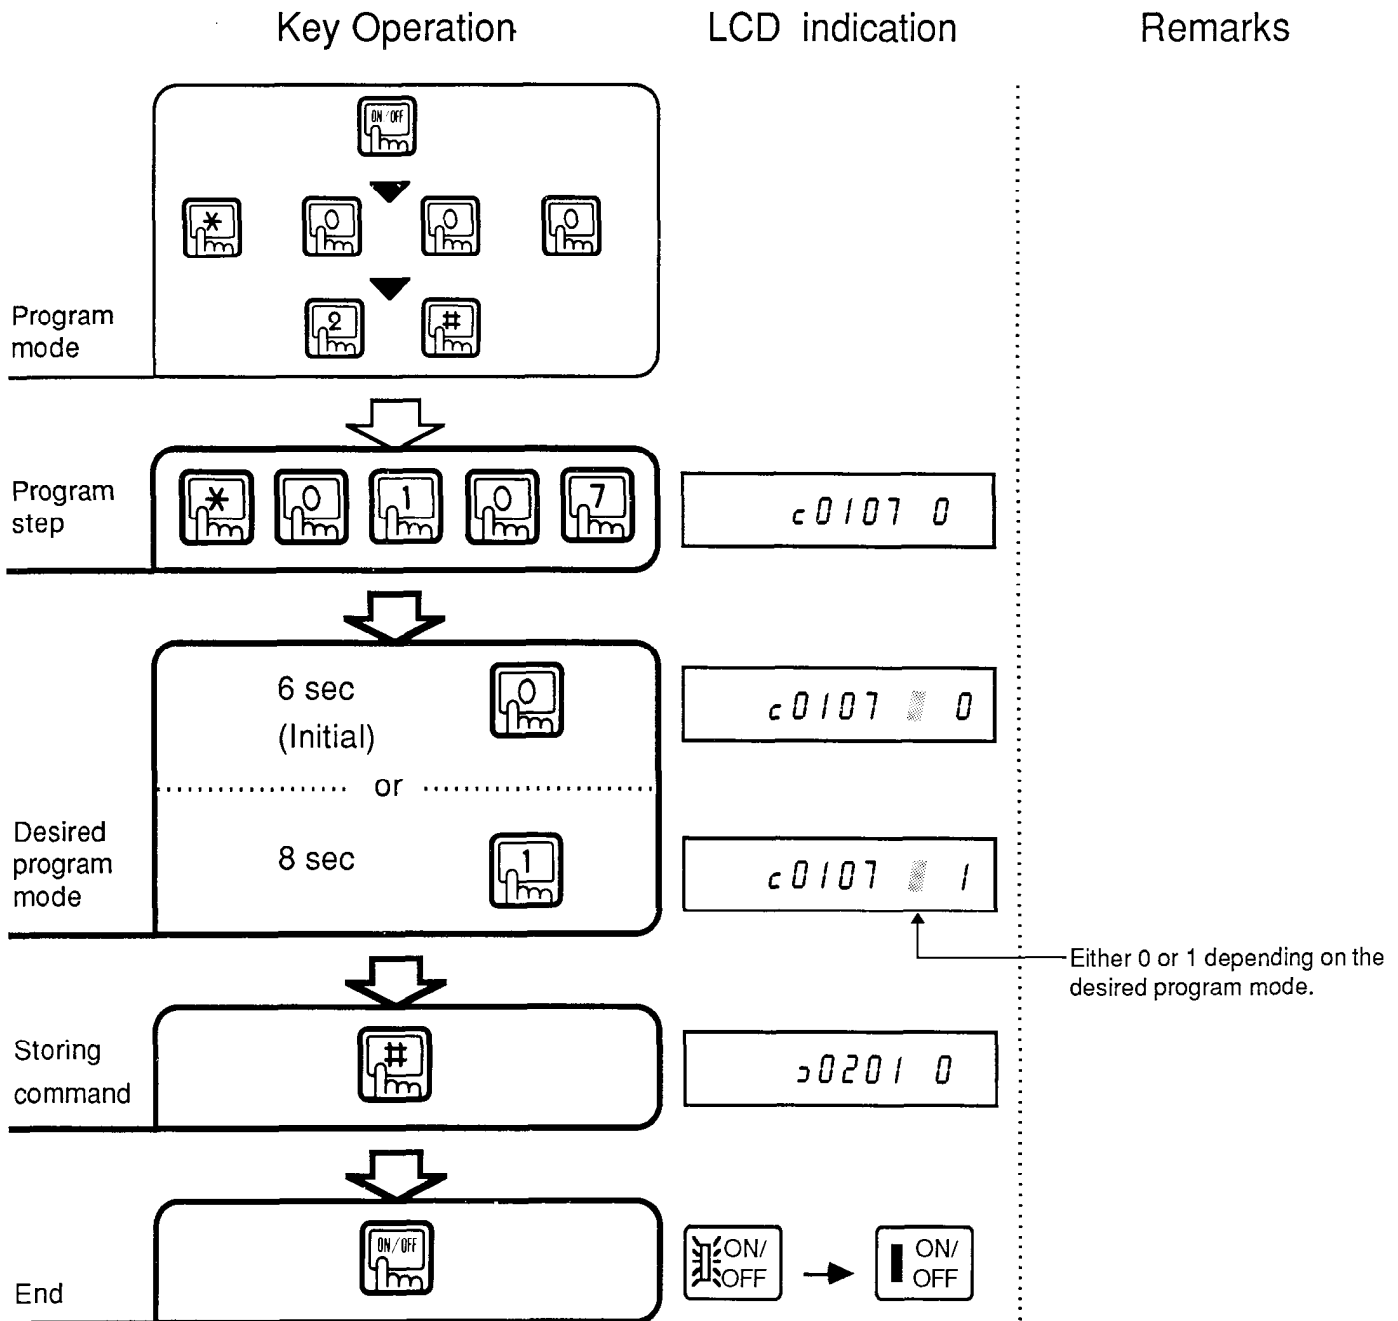 Key Operation LCD indication Remarks
ON/OFF
* 0 0 0
2 #
Program
mode
Program
step
* 0 1 0 7
c0107 0
6 sec
(Initial)
0
c0107 0
or
Desired
program
mode
8 sec
1
c0107 1
Either 0 or 1 depending on the
desired program mode.
Storing
command
#
ɔ0201 0
End
ON/OFF
ON/
OFF
ON/
OFF